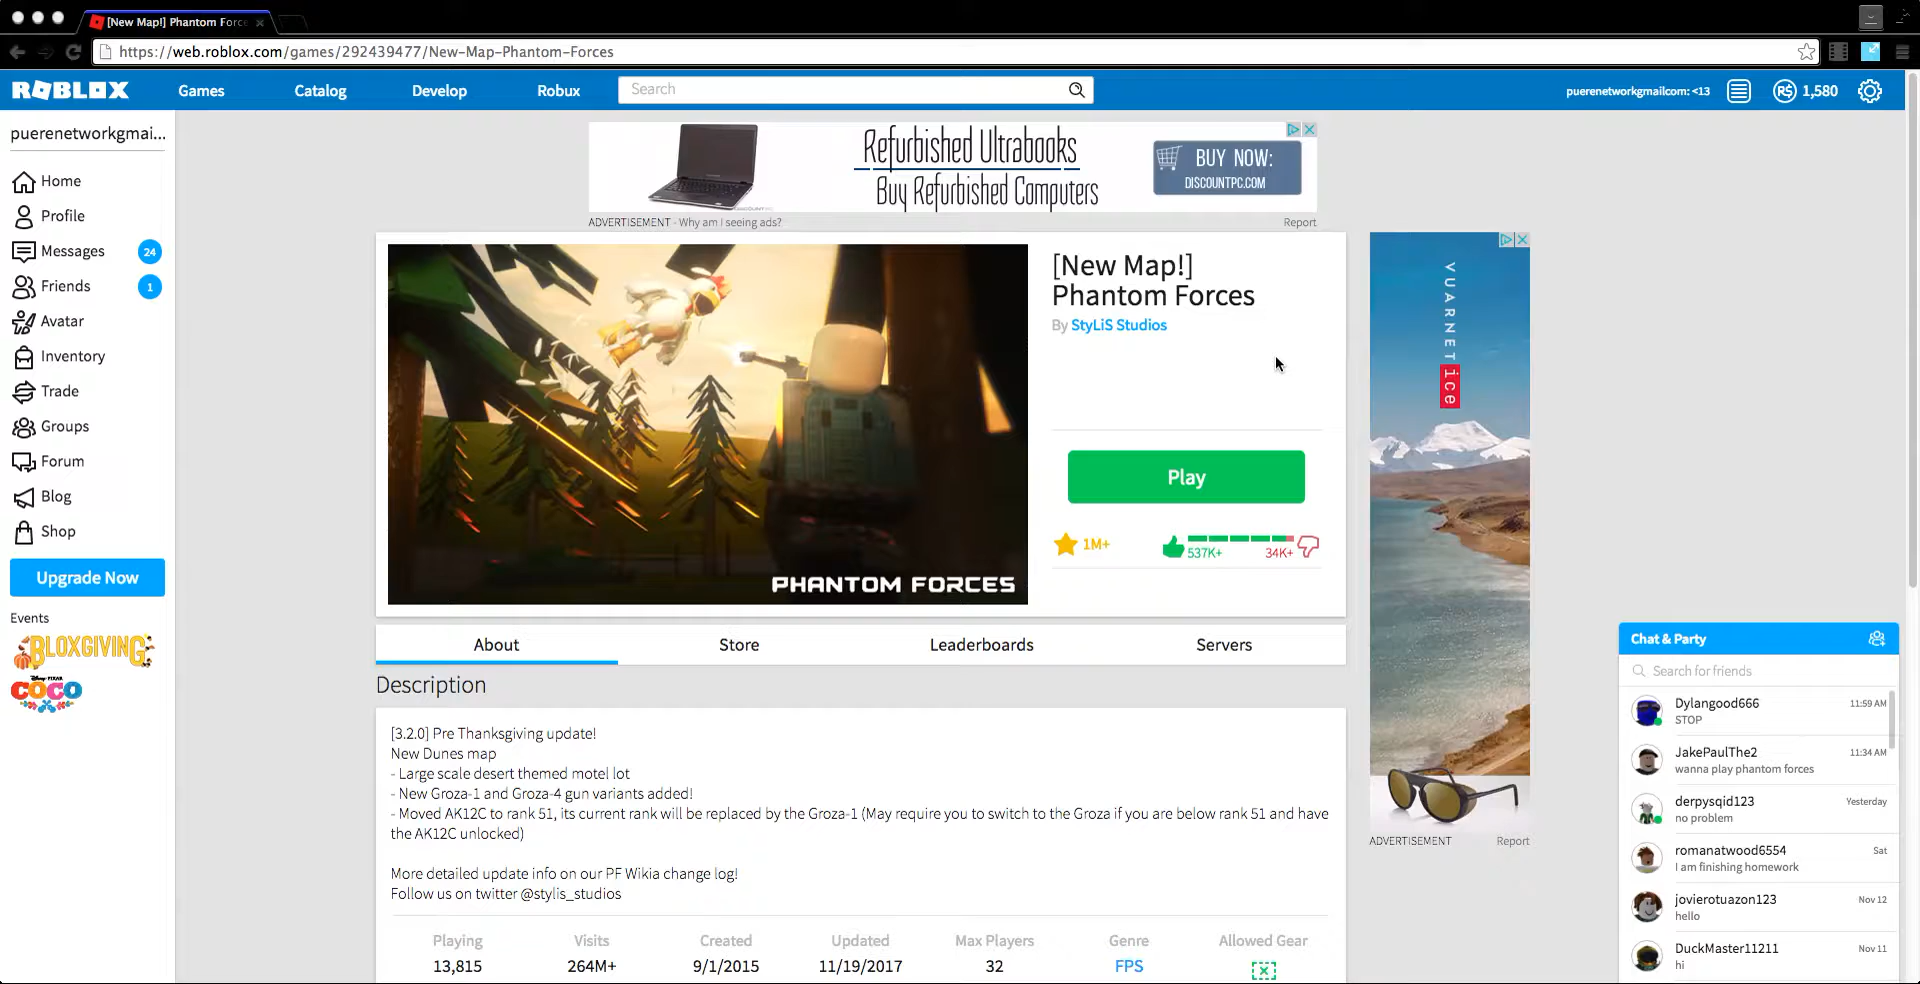 [New Map!] Phantom Forc
https://web.roblox.com/games/292439477/New-Map-Phantom-Forces
ROBLOX
Games
Catalog
Develop
Robux
Search
puerenetworkgmailcom: <13
R$ 1,580
puerenetworkgmai...
Home
Profile
Messages
24
Friends
1
Avatar
Inventory
Trade
Groups
Forum
Blog
Shop
Upgrade Now
Events
BLOXGIVING
Disney PIXAR
COCO
Refurbished Ultrabooks
Buy Refurbished Computers
BUY NOW:
DISCOUNTPC.COM
ADVERTISEMENT - Why am I seeing ads?
Report
PHANTOM FORCES
[New Map!]
Phantom Forces
By StyLiS Studios
Play
1M+
537K+
34K+
VUARNET ice
ADVERTISEMENT
Report
About
Store
Leaderboards
Servers
Description
[3.2.0] Pre Thanksgiving update!
New Dunes map
- Large scale desert themed motel lot
- New Groza-1 and Groza-4 gun variants added!
- Moved AK12C to rank 51, its current rank will be replaced by the Groza-1 (May require you to switch to the Groza if you are below rank 51 and have
the AK12C unlocked)
More detailed update info on our PF Wikia change log!
Follow us on twitter @stylis_studios
Playing
Visits
Created
Updated
Max Players
Genre
Allowed Gear
13,815
264M+
9/1/2015
11/19/2017
32
FPS
Chat & Party
Search for friends
Dylangood666
11:59 AM
STOP
JakePaulThe2
11:34 AM
wanna play phantom forces
derpysqid123
Yesterday
no problem
romanatwood6554
Sat
I am finishing homework
jovierotuazon123
Nov 12
hello
DuckMaster11211
Nov 11
hi